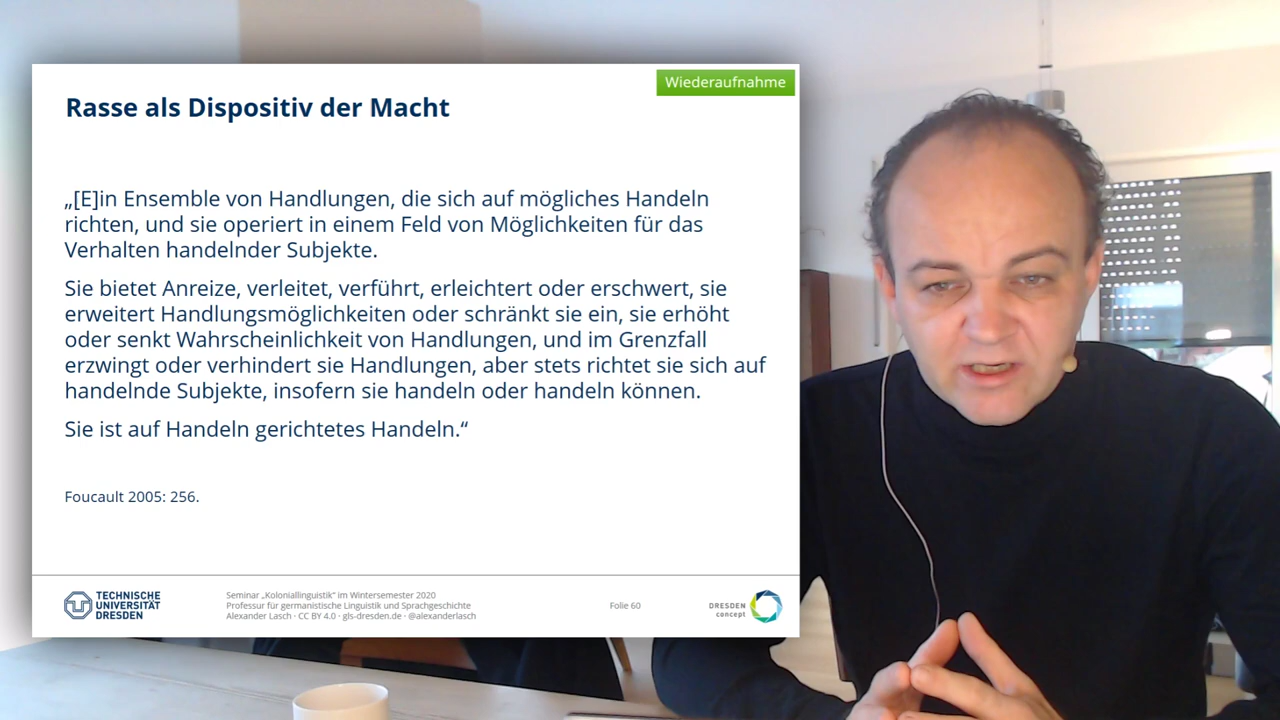 Wiederaufnahme
Rasse als Dispositiv der Macht
„[E]in Ensemble von Handlungen, die sich auf mögliches Handeln
richten, und sie operiert in einem Feld von Möglichkeiten für das
Verhalten handelnder Subjekte.
Sie bietet Anreize, verleitet, verführt, erleichtert oder erschwert, sie
erweitert Handlungsmöglichkeiten oder schränkt sie ein, sie erhöht
oder senkt Wahrscheinlichkeit von Handlungen, und im Grenzfall
erzwingt oder verhindert sie Handlungen, aber stets richtet sie sich auf
handelnde Subjekte, insofern sie handeln oder handeln können.
Sie ist auf Handeln gerichtetes Handeln.“
Foucault 2005: 256.
TECHNISCHE
UNIVERSITÄT
DRESDEN
Seminar „Koloniallinguistik“ im Wintersemester 2020
Professur für germanistische Linguistik und Sprachgeschichte
Alexander Lasch · CC BY 4.0 · gls-dresden.de · @alexanderlasch
Folie 60
DRESDEN
concept